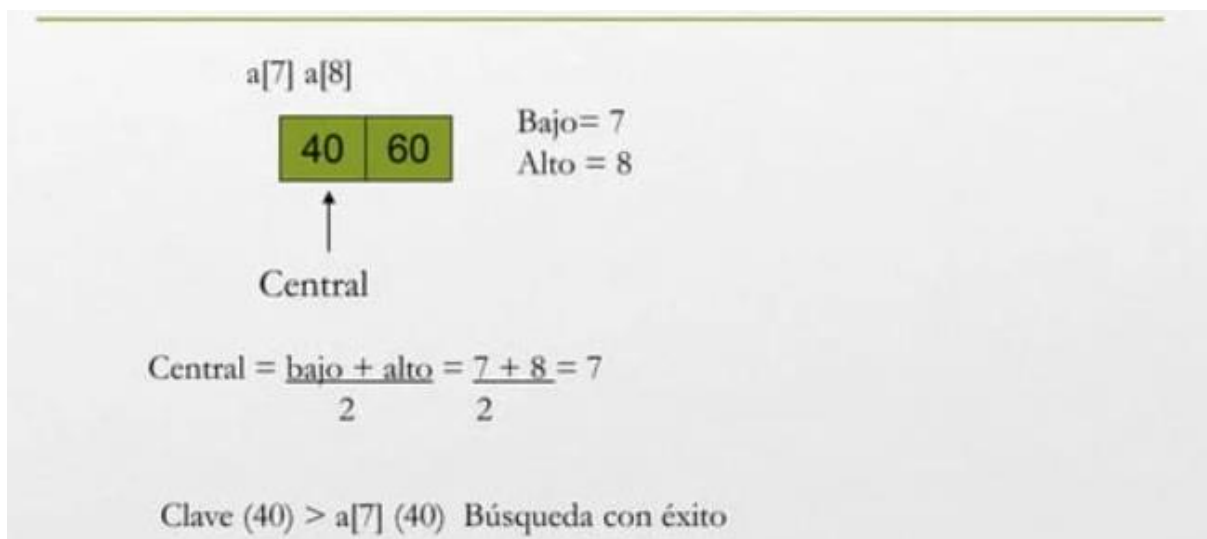 a[7] a[8]
40 60
Bajo= 7
Alto = 8
Central
Central = bajo + alto = 7 + 8 = 7
2 2
Clave (40) > a[7] (40) Búsqueda con éxito